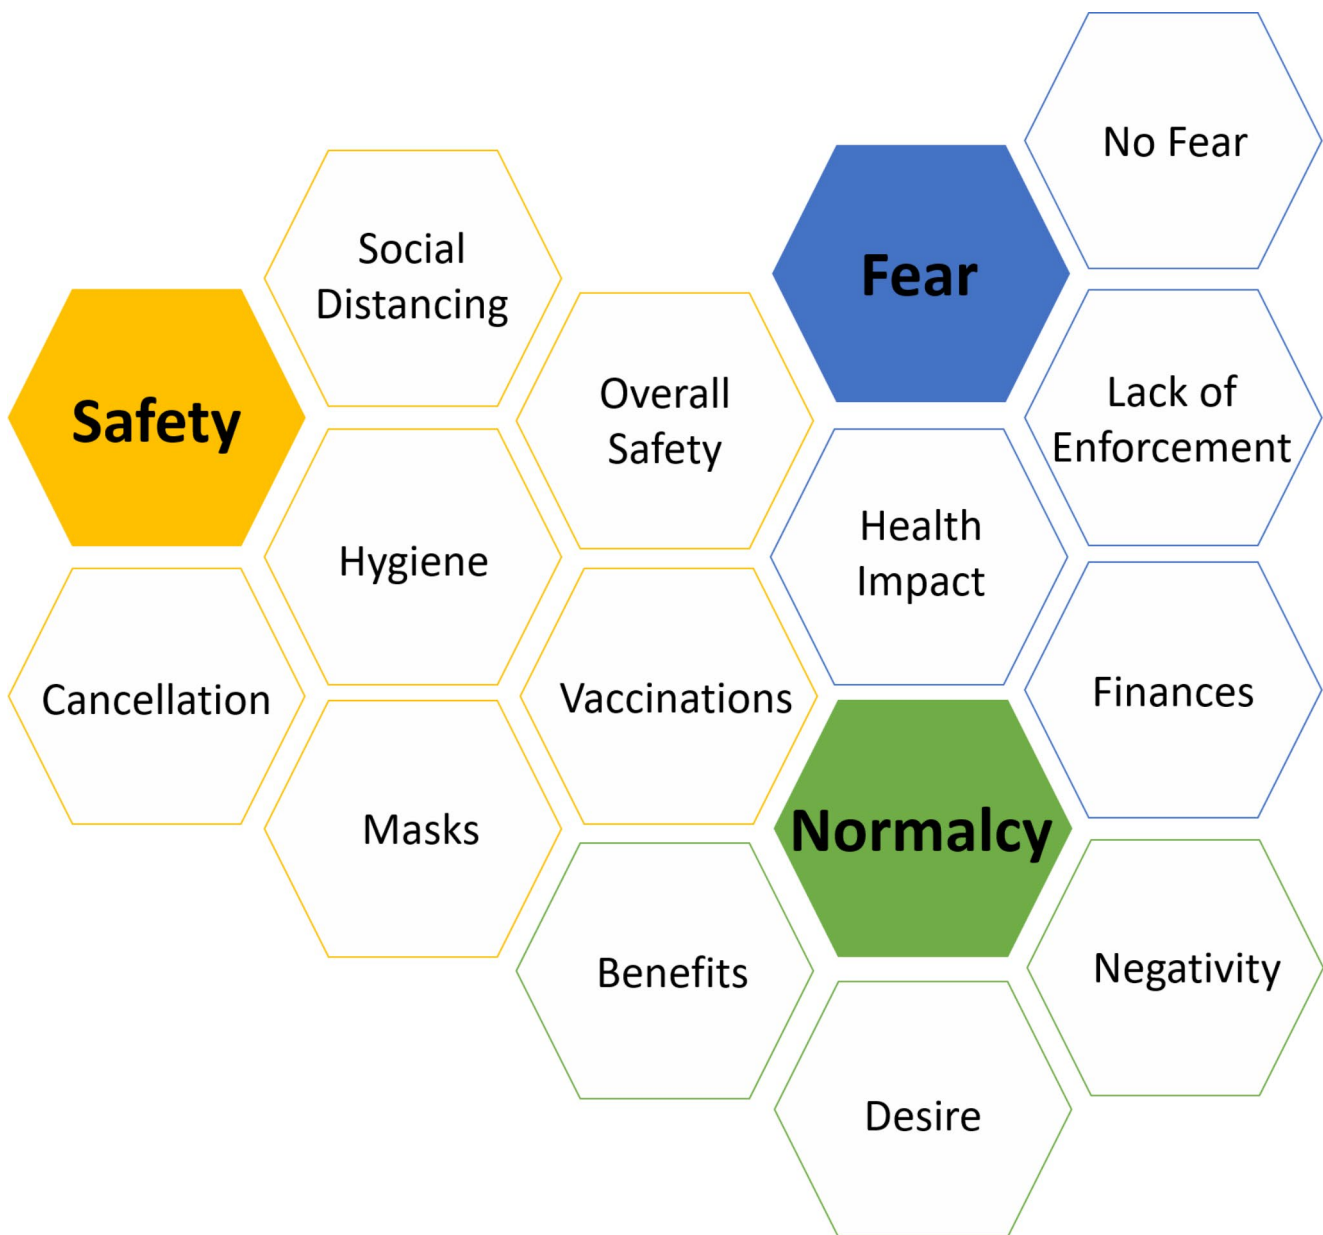 No Fear
Fear
Social
Distancing
Overall
Safety
Lack of
Enforcement
Safety
Health
Impact
Hygiene
Cancellation
Vaccinations
Finances
Masks
Normalcy
Benefits
Negativity
Desire